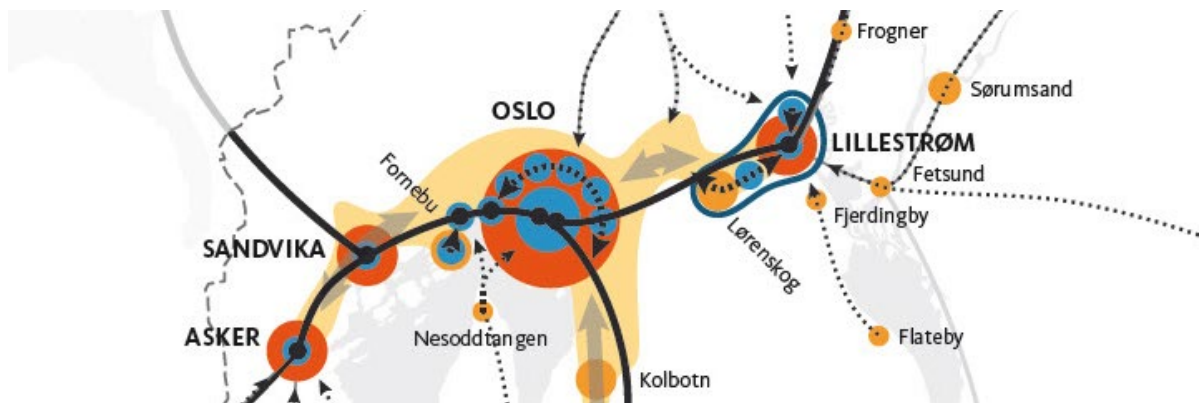 Frogner
Sørumsand
OSLO
LILLESTRØM
Fornebu
Fetsund
Fjerdingby
SANDVIKA
Lørenskog
ASKER
Nesoddtangen
Flateby
Kolbotn